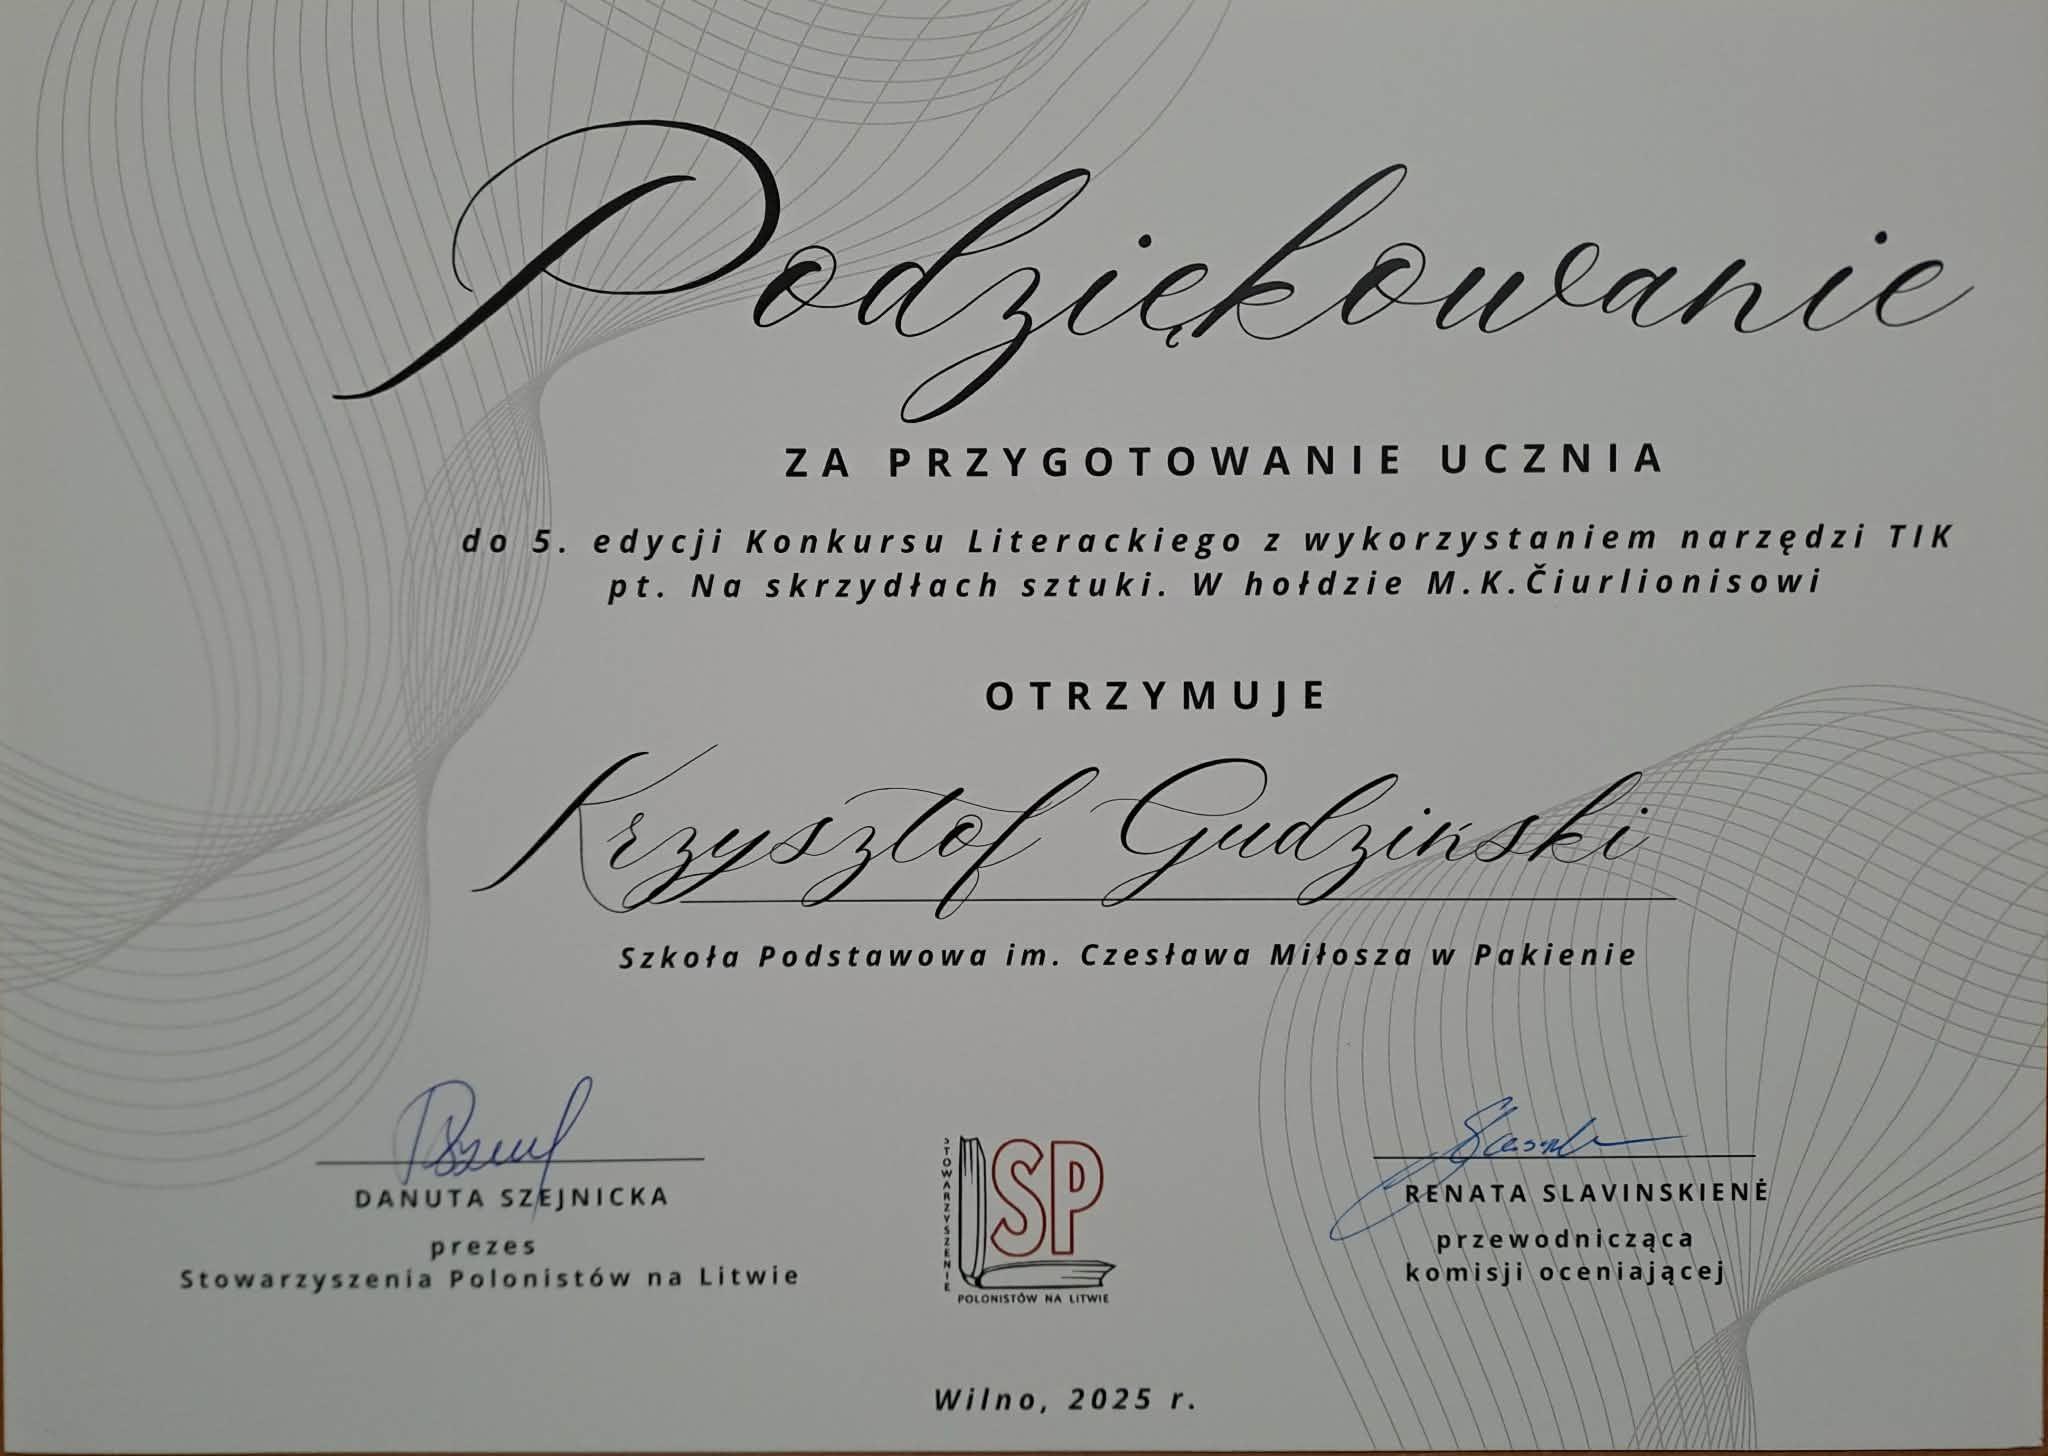 Podziękowanie
ZA PRZYGOTOWANIE UCZNIA
do 5. edycji Konkursu Literackiego z wykorzystaniem narzędzi TIK
pt. Na skrzydłach sztuki. W hołdzie M.K.Čiurlionisowi
OTRZYMUJE
Krzysztof Gudziński
Szkoła Podstawowa im. Czesława Miłosza w Pakienie
DANUTA SZEJNICKA
prezes
Stowarzyszenia Polonistów na Litwie
STOWARZYSZENIE
SP
POLONISTÓW NA LITWIE
RENATA SLAVINSKIENĖ
przewodnicząca
komisji oceniającej
Wilno, 2025 r.